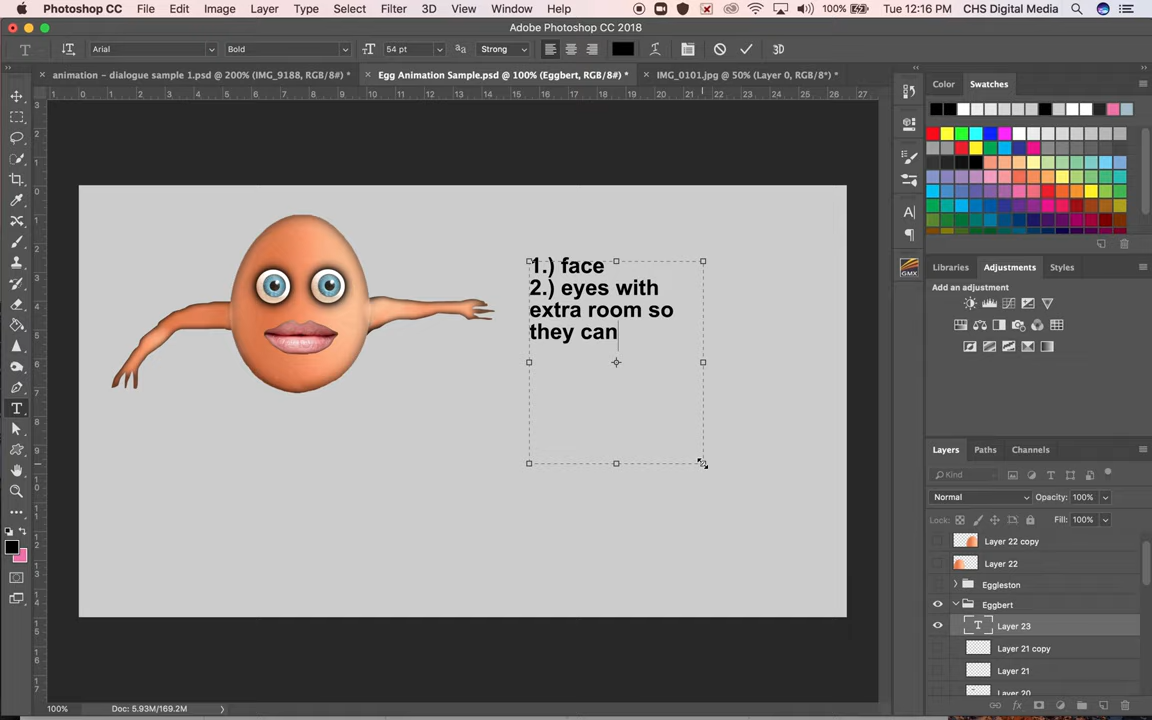 Photoshop CC File Edit Image Layer Type Select Filter 3D View Window Help 100% Tue 12:16 PM CHS Digital Media
Adobe Photoshop CC 2018
Arial Bold 54 pt Strong 3D
animation - dialogue sample 1.psd @ 200% (IMG_9188, RGB/8#) * Egg Animation Sample.psd @ 100% (Eggbert, RGB/8#) * IMG_0101.jpg @ 50% (Layer 0, RGB/8*) *
Color Swatches
1.) face
2.) eyes with
extra room so
they can
Libraries Adjustments Styles
Add an adjustment
Layers Paths Channels
Kind
Normal Opacity: 100%
Lock: Fill: 100%
Layer 22 copy
Layer 22
Eggleston
Eggbert
Layer 23
Layer 21 copy
Layer 21
Layer 20
100% Doc: 5.93M/169.2M